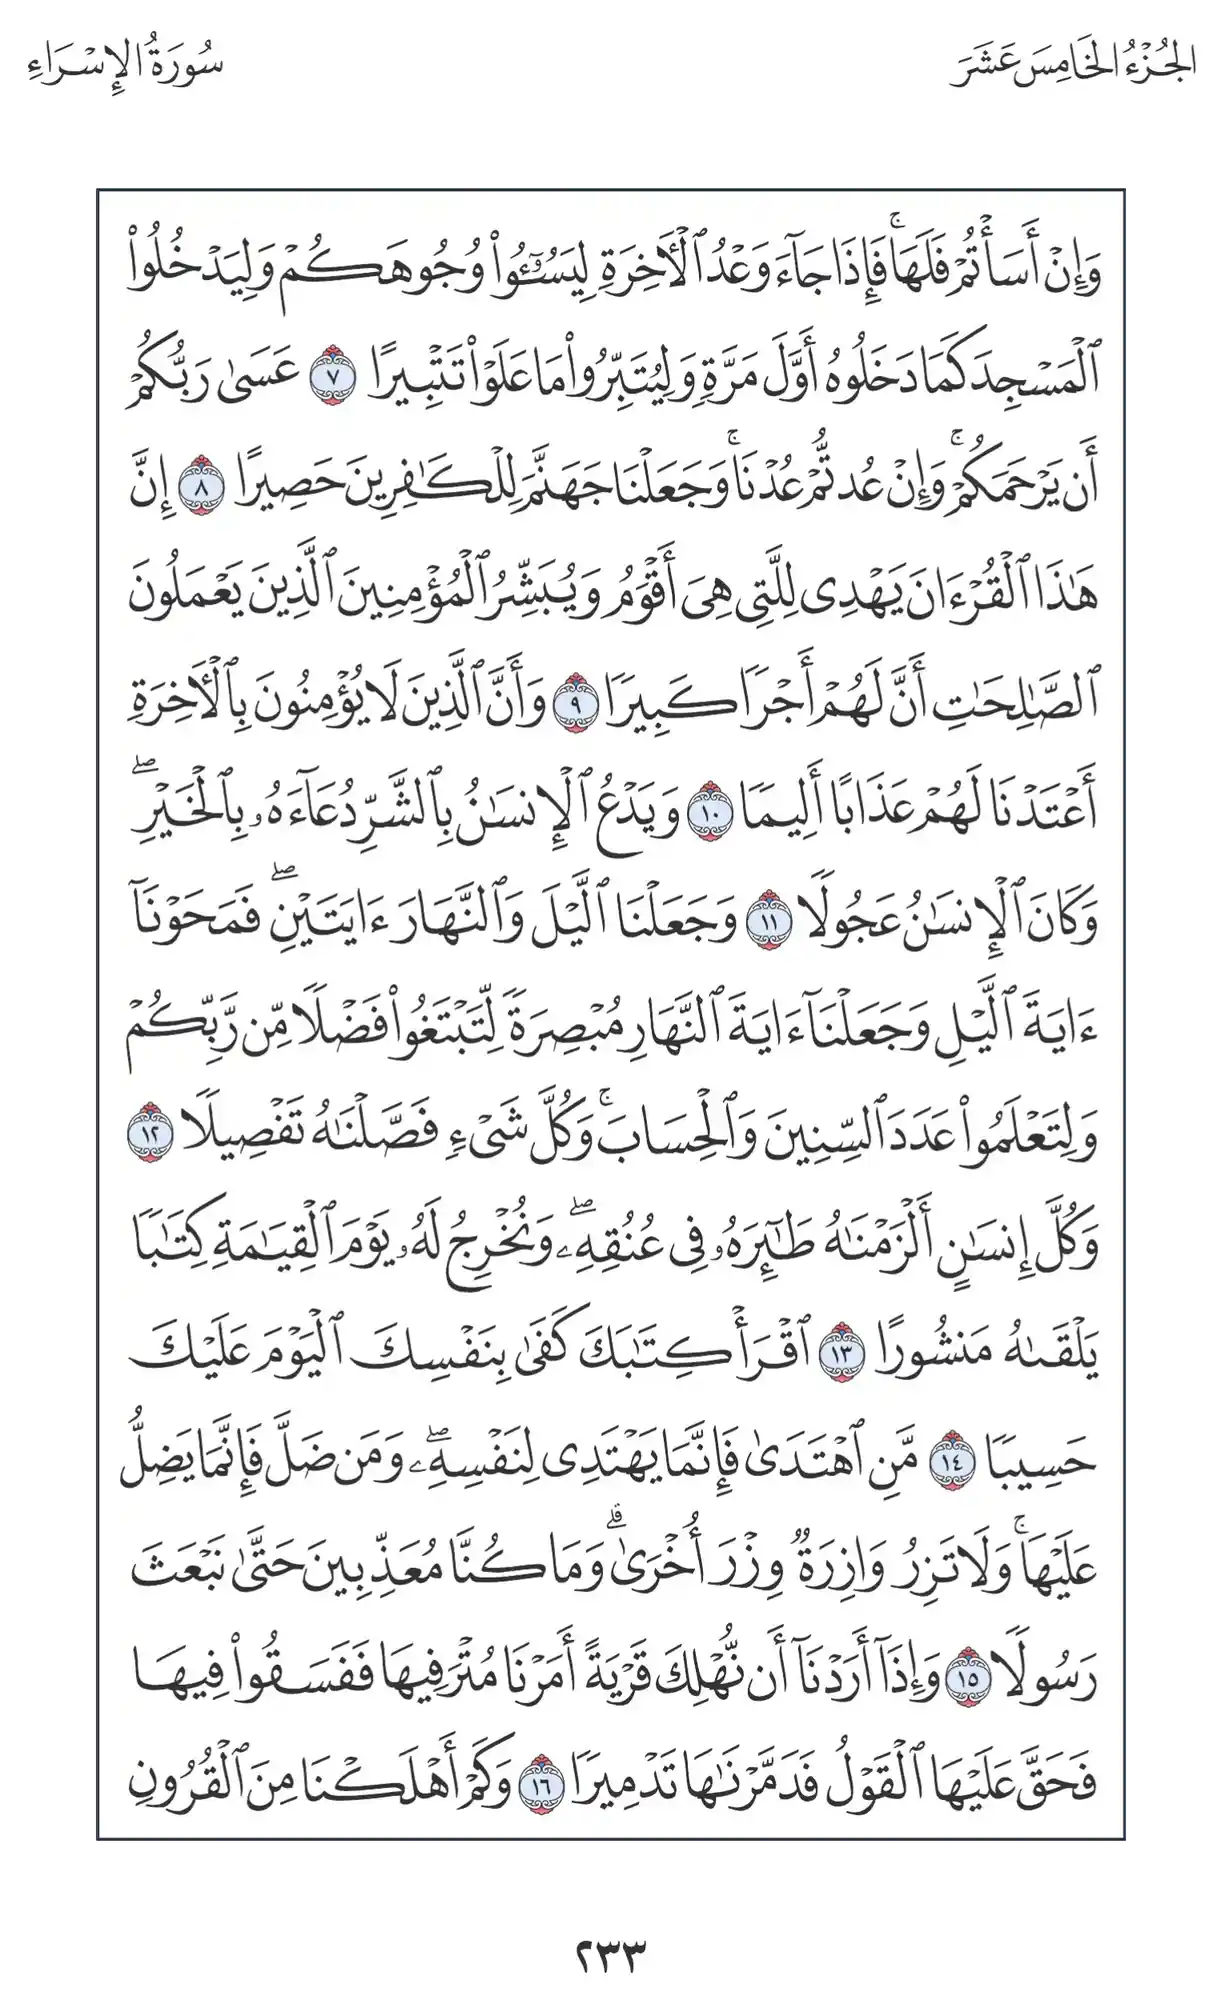 الجُزْءُ الخَامِسَ عَشَرَ
سُورَةُ الإِسْرَاءِ
وَإِنْ أَسَأْتُمْ فَلَهَاۚ فَإِذَا جَآءَ وَعْدُ ٱلْأَخِرَةِ لِيَسُـُٔوا۟ وُجُوهَكُمْ وَلِيَدْخُلُوا۟
ٱلْمَسْجِدَ كَمَا دَخَلُوهُ أَوَّلَ مَرَّةٍ وَلِيُتَبِّرُوا۟ مَا عَلَوْا۟ تَتْبِيرًا ٧ عَسَىٰ رَبُّكُمْ
أَن يَرْحَمَكُمْۚ وَإِنْ عُدتُّمْ عُدْنَاۚ وَجَعَلْنَا جَهَنَّمَ لِلْكَـٰفِرِينَ حَصِيرًا ٨ إِنَّ
هَـٰذَا ٱلْقُرْءَانَ يَهْدِى لِلَّتِى هِىَ أَقْوَمُ وَيُبَشِّرُ ٱلْمُؤْمِنِينَ ٱلَّذِينَ يَعْمَلُونَ
ٱلصَّـٰلِحَـٰتِ أَنَّ لَهُمْ أَجْرًا كَبِيرًا ٩ وَأَنَّ ٱلَّذِينَ لَا يُؤْمِنُونَ بِٱلْأَخِرَةِ
أَعْتَدْنَا لَهُمْ عَذَابًا أَلِيمًا ١٠ وَيَدْعُ ٱلْإِنسَـٰنُ بِٱلشَّرِّ دُعَآءَهُۥ بِٱلْخَيْرِۖ
وَكَانَ ٱلْإِنسَـٰنُ عَجُولًا ١١ وَجَعَلْنَا ٱلَّيْلَ وَٱلنَّهَارَ ءَايَتَيْنِۖ فَمَحَوْنَآ
ءَايَةَ ٱلَّيْلِ وَجَعَلْنَآ ءَايَةَ ٱلنَّهَارِ مُبْصِرَةً لِّتَبْتَغُوا۟ فَضْلًا مِّن رَّبِّكُمْ
وَلِتَعْلَمُوا۟ عَدَدَ ٱلسِّنِينَ وَٱلْحِسَابَۚ وَكُلَّ شَىْءٍ فَصَّلْنَـٰهُ تَفْصِيلًا ١٢
وَكُلَّ إِنسَـٰنٍ أَلْزَمْنَـٰهُ طَـٰٓئِرَهُۥ فِى عُنُقِهِۦۖ وَنُخْرِجُ لَهُۥ يَوْمَ ٱلْقِيَـٰمَةِ كِتَـٰبًا
يَلْقَىٰهُ مَنشُورًا ١٣ ٱقْرَأْ كِتَـٰبَكَ كَفَىٰ بِنَفْسِكَ ٱلْيَوْمَ عَلَيْكَ
حَسِيبًا ١٤ مَّنِ ٱهْتَدَىٰ فَإِنَّمَا يَهْتَدِى لِنَفْسِهِۦۖ وَمَن ضَلَّ فَإِنَّمَا يَضِلُّ
عَلَيْهَاۚ وَلَا تَزِرُ وَازِرَةٌ وِزْرَ أُخْرَىٰۗ وَمَا كُنَّا مُعَذِّبِينَ حَتَّىٰ نَبْعَثَ
رَسُولًا ١٥ وَإِذَآ أَرَدْنَآ أَن نُّهْلِكَ قَرْيَةً أَمَرْنَا مُتْرَفِيهَا فَفَسَقُوا۟ فِيهَا
فَحَقَّ عَلَيْهَا ٱلْقَوْلُ فَدَمَّرْنَـٰهَا تَدْمِيرًا ١٦ وَكَمْ أَهْلَكْنَا مِنَ ٱلْقُرُونِ
٢٣٣